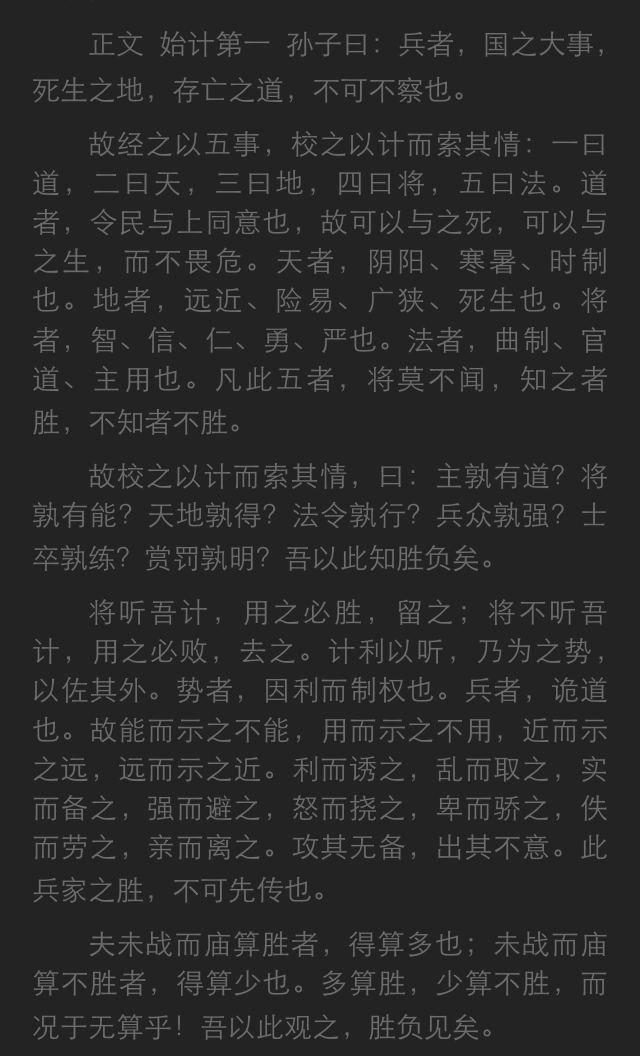 正文 始计第一 孙子曰：兵者，国之大事，
死生之地，存亡之道，不可不察也。
故经之以五事，校之以计而索其情：一曰
道，二曰天，三曰地，四曰将，五曰法。道
者，令民与上同意也，故可以与之死，可以与
之生，而不畏危。天者，阴阳、寒暑、时制
也。地者，远近、险易、广狭、死生也。将
者，智、信、仁、勇、严也。法者，曲制、官
道、主用也。凡此五者，将莫不闻，知之者
胜，不知者不胜。
故校之以计而索其情，曰：主孰有道？将
孰有能？天地孰得？法令孰行？兵众孰强？士
卒孰练？赏罚孰明？吾以此知胜负矣。
将听吾计，用之必胜，留之；将不听吾
计，用之必败，去之。计利以听，乃为之势，
以佐其外。势者，因利而制权也。兵者，诡道
也。故能而示之不能，用而示之不用，近而示
之远，远而示之近。利而诱之，乱而取之，实
而备之，强而避之，怒而挠之，卑而骄之，佚
而劳之，亲而离之。攻其无备，出其不意。此
兵家之胜，不可先传也。
夫未战而庙算胜者，得算多也；未战而庙
算不胜者，得算少也。多算胜，少算不胜，而
况于无算乎！吾以此观之，胜负见矣。